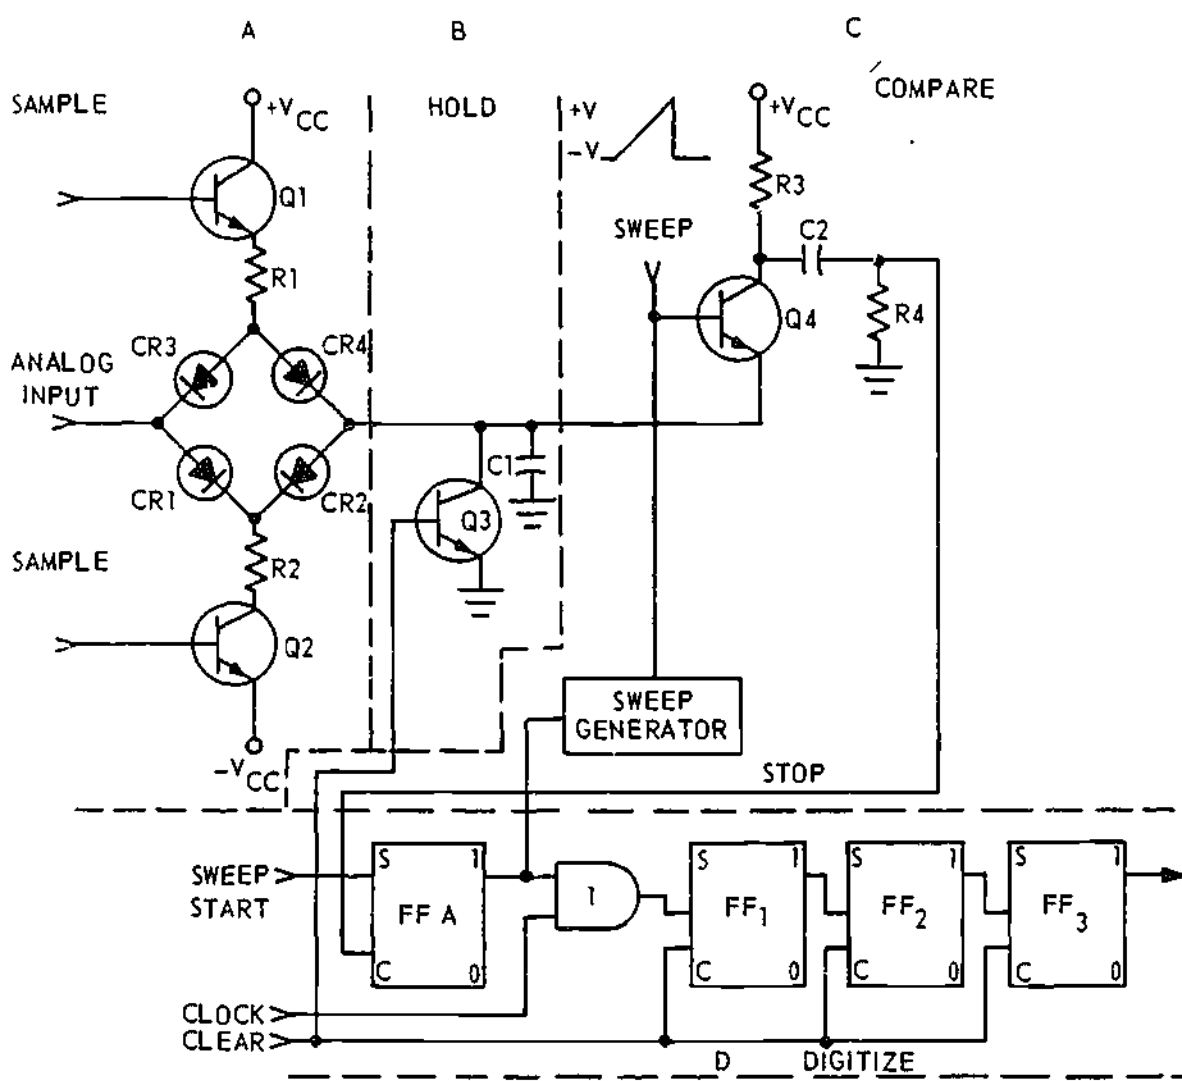 A
B
C
SAMPLE
+VCC
HOLD
+V
-V
+VCC
COMPARE
Q1
R3
SWEEP
C2
R1
Q4
R4
CR3
CR4
ANALOG
INPUT
C1
CR1
CR2
Q3
SAMPLE
R2
Q2
SWEEP
GENERATOR
-VCC
STOP
SWEEP
START
S
1
FF A
C
0
1
S
1
FF1
C
0
S
1
FF2
C
0
S
1
FF3
C
0
CLOCK
CLEAR
D
DIGITIZE